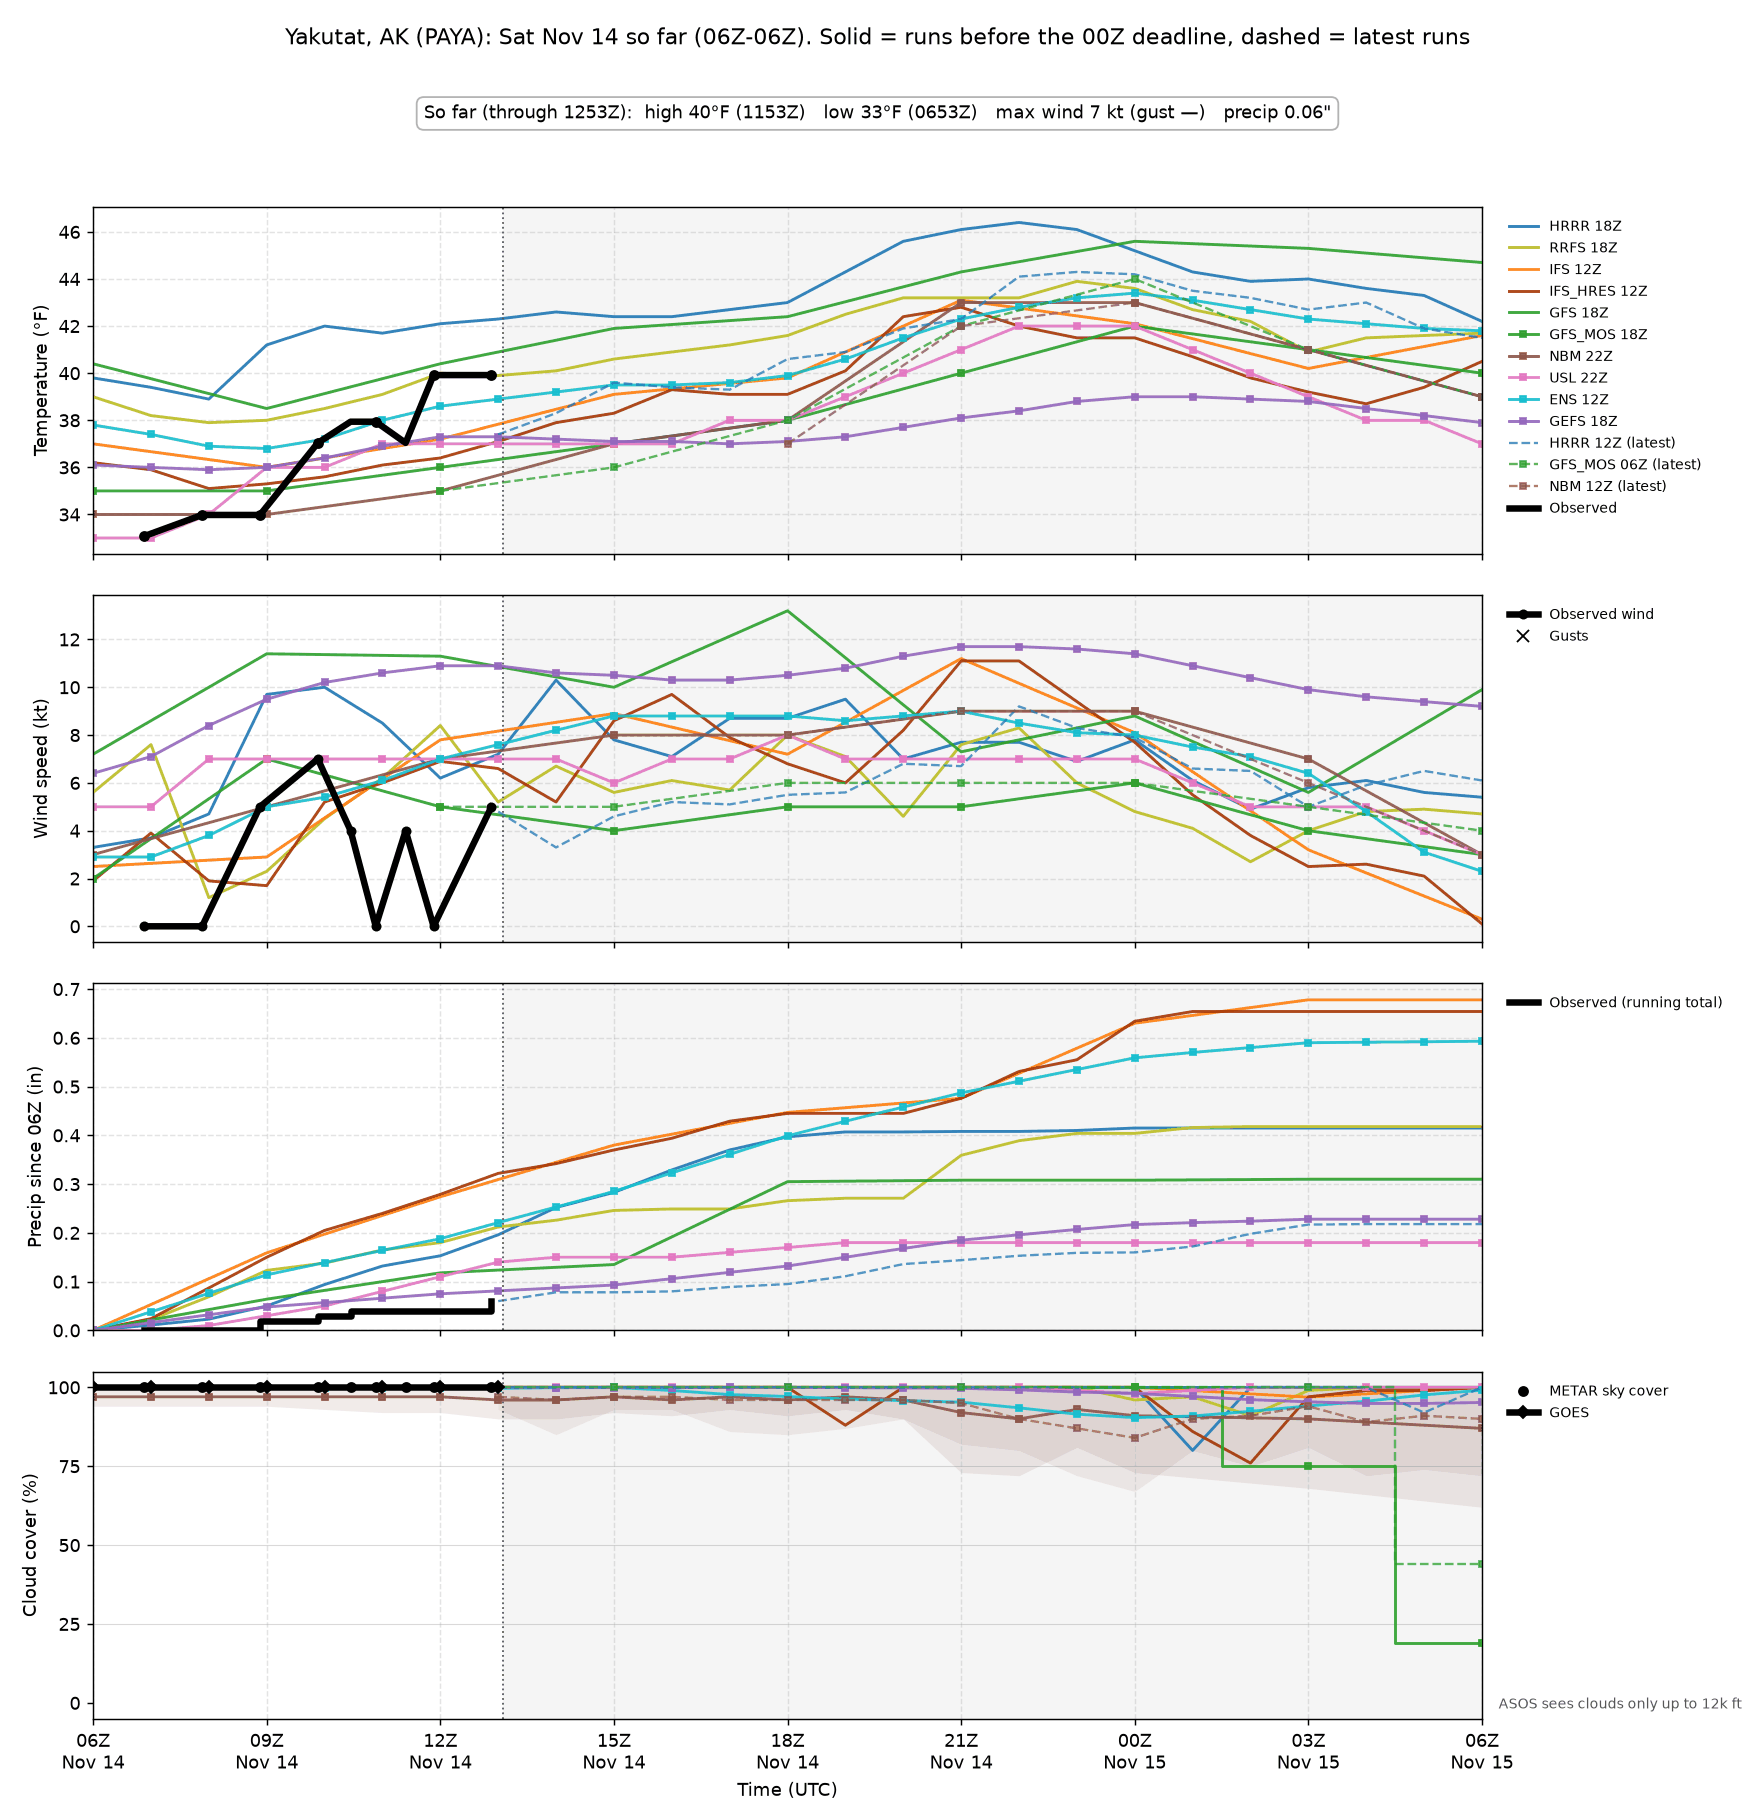 Yakutat, AK (PAYA): Sat Nov 14 so far (06Z-06Z). Solid = runs before the 00Z deadline, dashed = latest runs
So far (through 1253Z):  high 40°F (1153Z)   low 33°F (0653Z)   max wind 7 kt (gust —)   precip 0.06"
Temperature (°F)
46
44
42
40
38
36
34
HRRR 18Z
RRFS 18Z
IFS 12Z
IFS_HRES 12Z
GFS 18Z
GFS_MOS 18Z
NBM 22Z
USL 22Z
ENS 12Z
GEFS 18Z
HRRR 12Z (latest)
GFS_MOS 06Z (latest)
NBM 12Z (latest)
Observed
Wind speed (kt)
12
10
8
6
4
2
0
Observed wind
Gusts
Precip since 06Z (in)
0.7
0.6
0.5
0.4
0.3
0.2
0.1
0.0
Observed (running total)
Cloud cover (%)
100
75
50
25
0
METAR sky cover
GOES
ASOS sees clouds only up to 12k ft
06Z
Nov 14
09Z
Nov 14
12Z
Nov 14
15Z
Nov 14
18Z
Nov 14
21Z
Nov 14
00Z
Nov 15
03Z
Nov 15
06Z
Nov 15
Time (UTC)